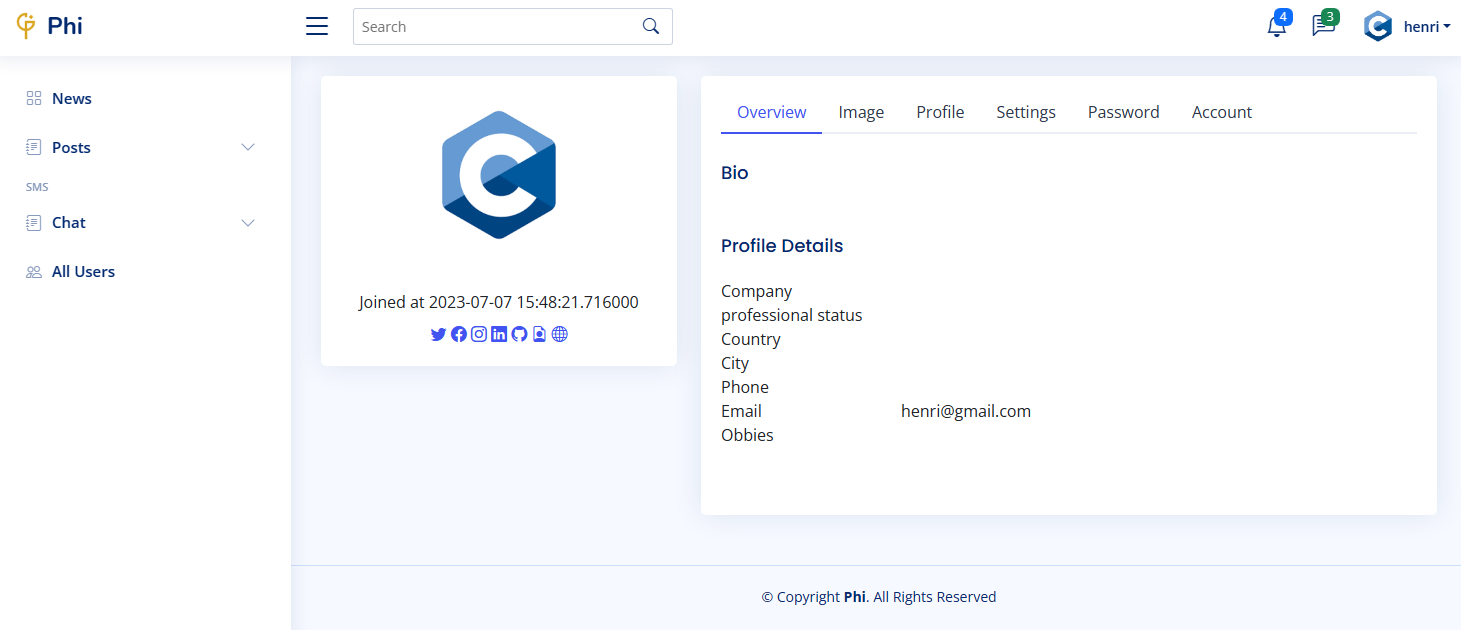 Phi
Search
4
3
henri
News
Posts
SMS
Chat
All Users
Joined at 2023-07-07 15:48:21.716000
Overview Image Profile Settings Password Account
Bio
Profile Details
Company
professional status
Country
City
Phone
Email henri@gmail.com
Obbies
© Copyright Phi. All Rights Reserved